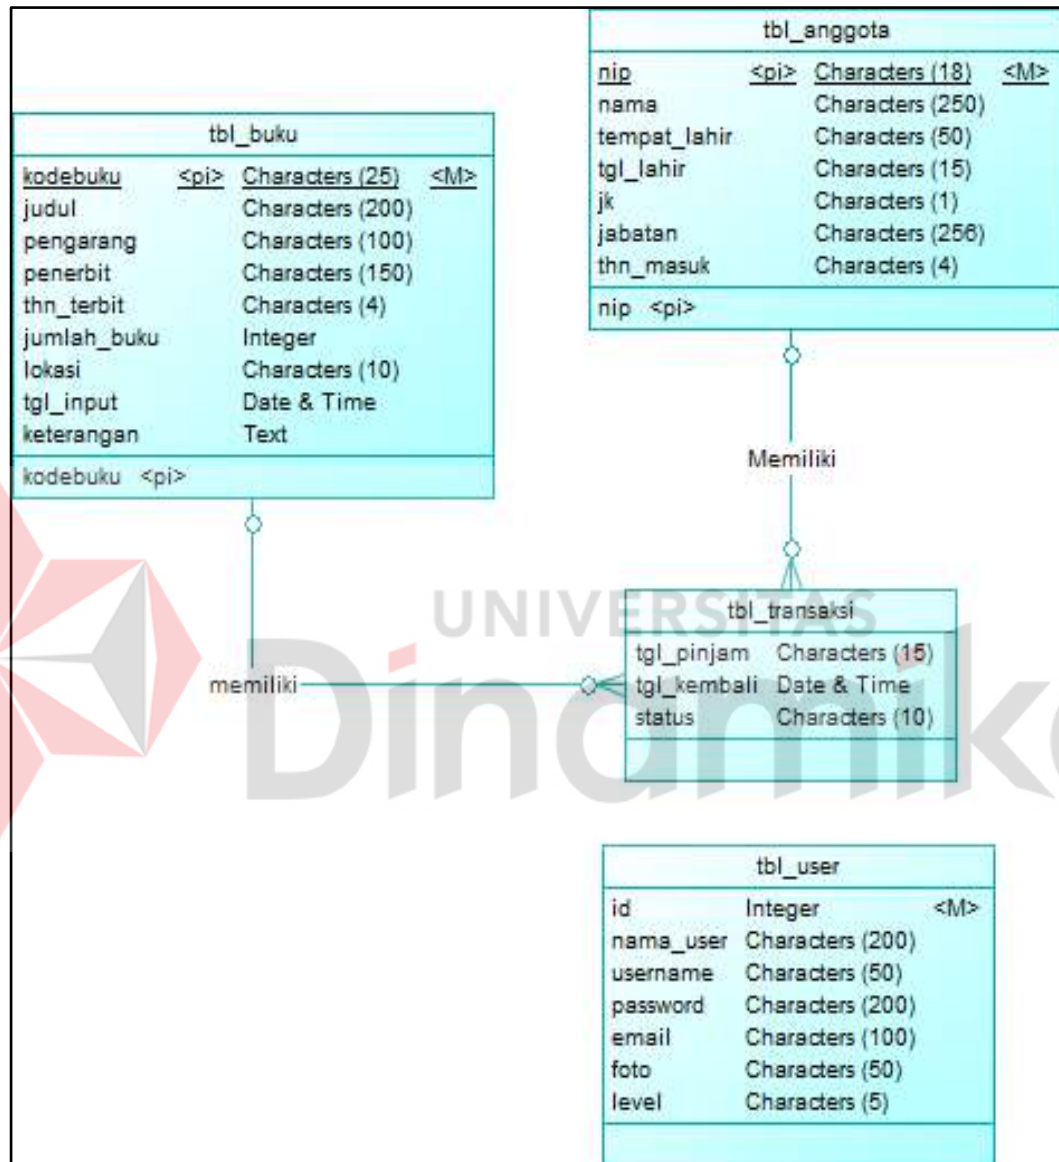 tbl_anggota
nip <pi> Characters (18) <M>
nama Characters (250)
tempat_lahir Characters (50)
tgl_lahir Characters (15)
jk Characters (1)
jabatan Characters (256)
thn_masuk Characters (4)
nip <pi>
tbl_buku
kodebuku <pi> Characters (25) <M>
judul Characters (200)
pengarang Characters (100)
penerbit Characters (150)
thn_terbit Characters (4)
jumlah_buku Integer
lokasi Characters (10)
tgl_input Date & Time
keterangan Text
kodebuku <pi>
Memiliki
memiliki
UNIVERSITAS
Dinamika
tbl_transaksi
tgl_pinjam Characters (15)
tgl_kembali Date & Time
status Characters (10)
tbl_user
id Integer <M>
nama_user Characters (200)
username Characters (50)
password Characters (200)
email Characters (100)
foto Characters (50)
level Characters (5)